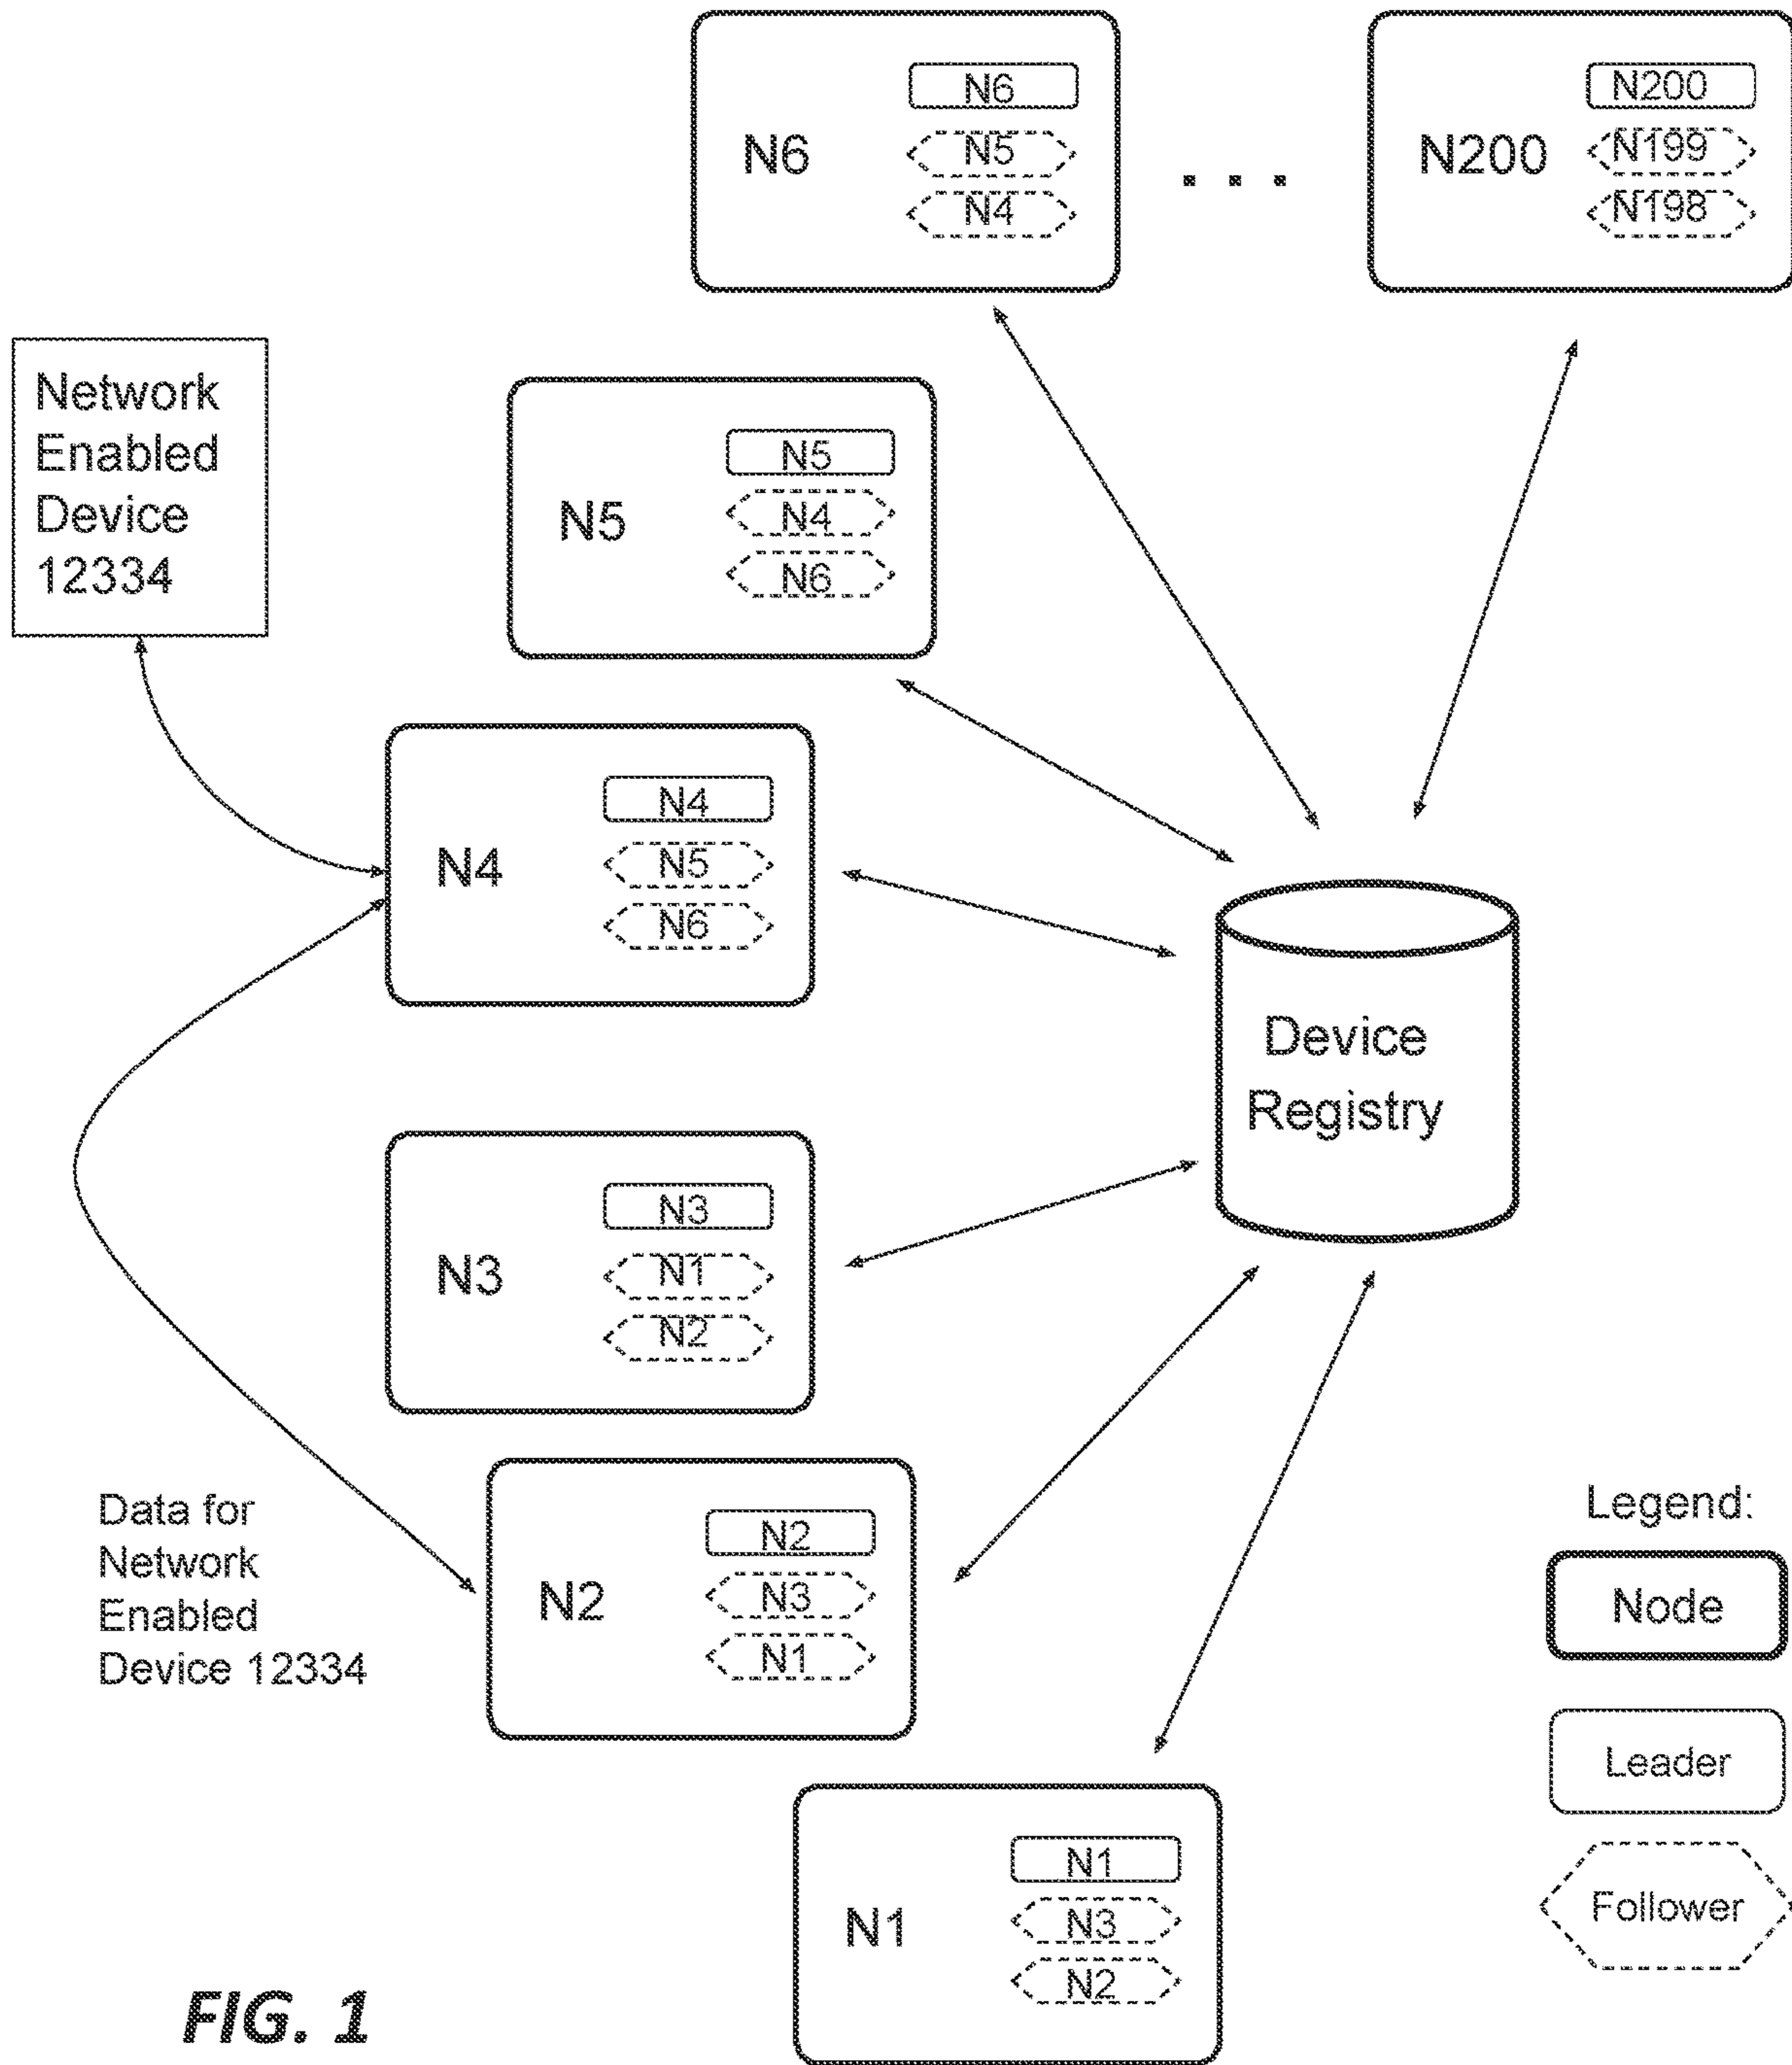 N6
N6
N5
N4
. . .
N200
N200
N199
N198
Network
Enabled
Device
12334
N5
N5
N4
N6
N4
N4
N5
N6
Device
Registry
N3
N3
N1
N2
Data for
Network
Enabled
Device 12334
N2
N2
N3
N1
Legend:
Node
Leader
Follower
N1
N1
N3
N2
FIG. 1